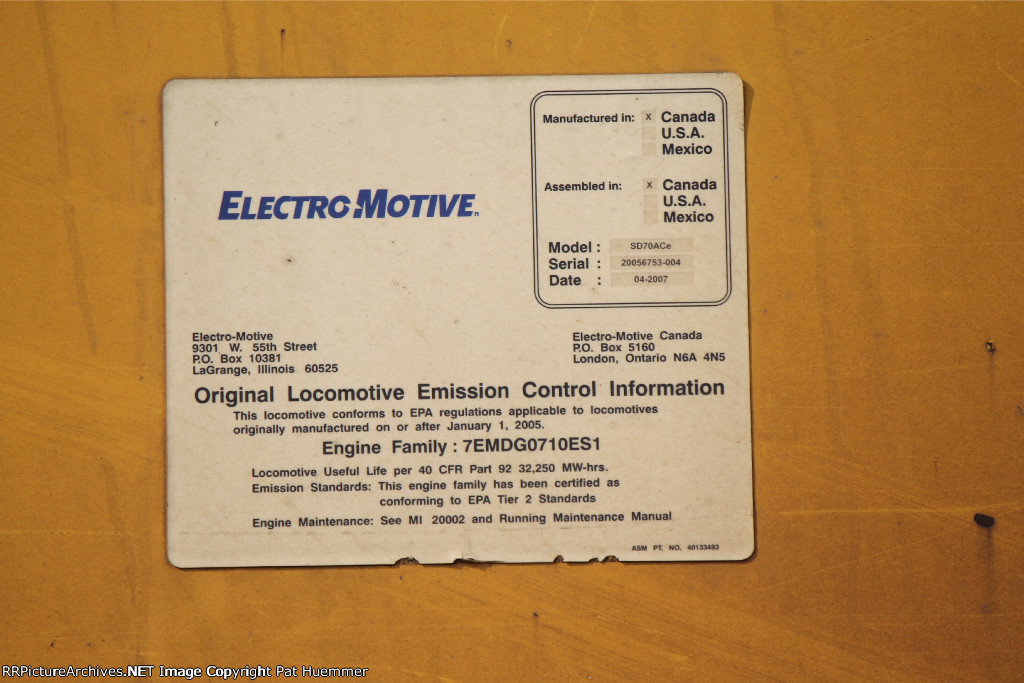 Manufactured in: X Canada
U.S.A.
Mexico
Assembled in: X Canada
U.S.A.
Mexico
Model : SD70ACe
Serial : 20056753-004
Date : 04-2007
ELECTRO-MOTIVE
Electro-Motive
9301 W. 55th Street
P.O. Box 10381
LaGrange, Illinois 60525
Electro-Motive Canada
P.O. Box 5160
London, Ontario N6A 4N5
Original Locomotive Emission Control Information
This locomotive conforms to EPA regulations applicable to locomotives
originally manufactured on or after January 1, 2005.
Engine Family : 7EMDG0710ES1
Locomotive Useful Life per 40 CFR Part 92 32,250 MW-hrs.
Emission Standards: This engine family has been certified as
conforming to EPA Tier 2 Standards
Engine Maintenance: See MI 20002 and Running Maintenance Manual
ASM PT. NO. 40133493
RRPictureArchives.NET Image Copyright Pat Huemmer